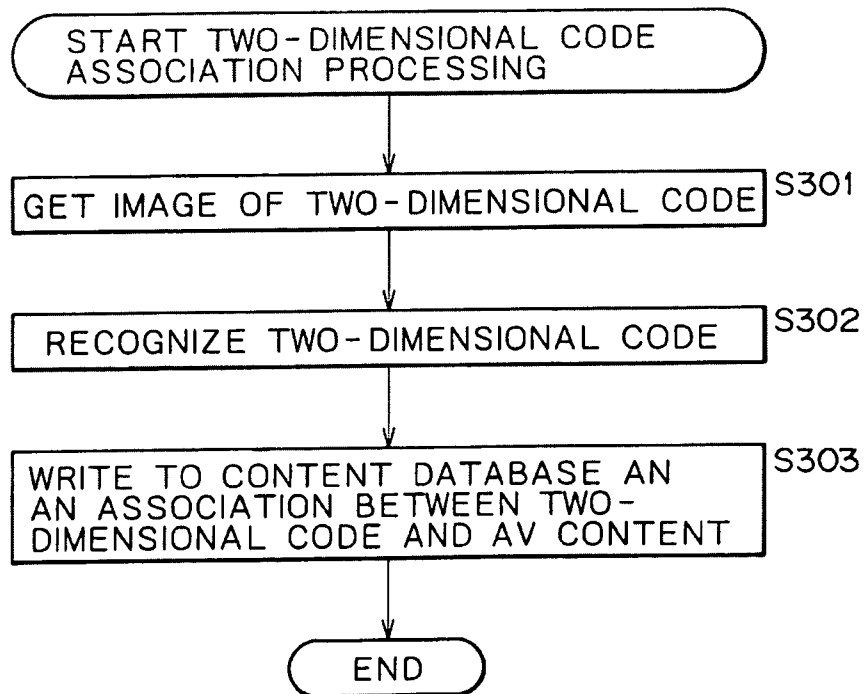 START TWO-DIMENSIONAL CODE
ASSOCIATION PROCESSING
GET IMAGE OF TWO-DIMENSIONAL CODE
S301
RECOGNIZE TWO-DIMENSIONAL CODE
S302
WRITE TO CONTENT DATABASE AN
AN ASSOCIATION BETWEEN TWO-
DIMENSIONAL CODE AND AV CONTENT
S303
END